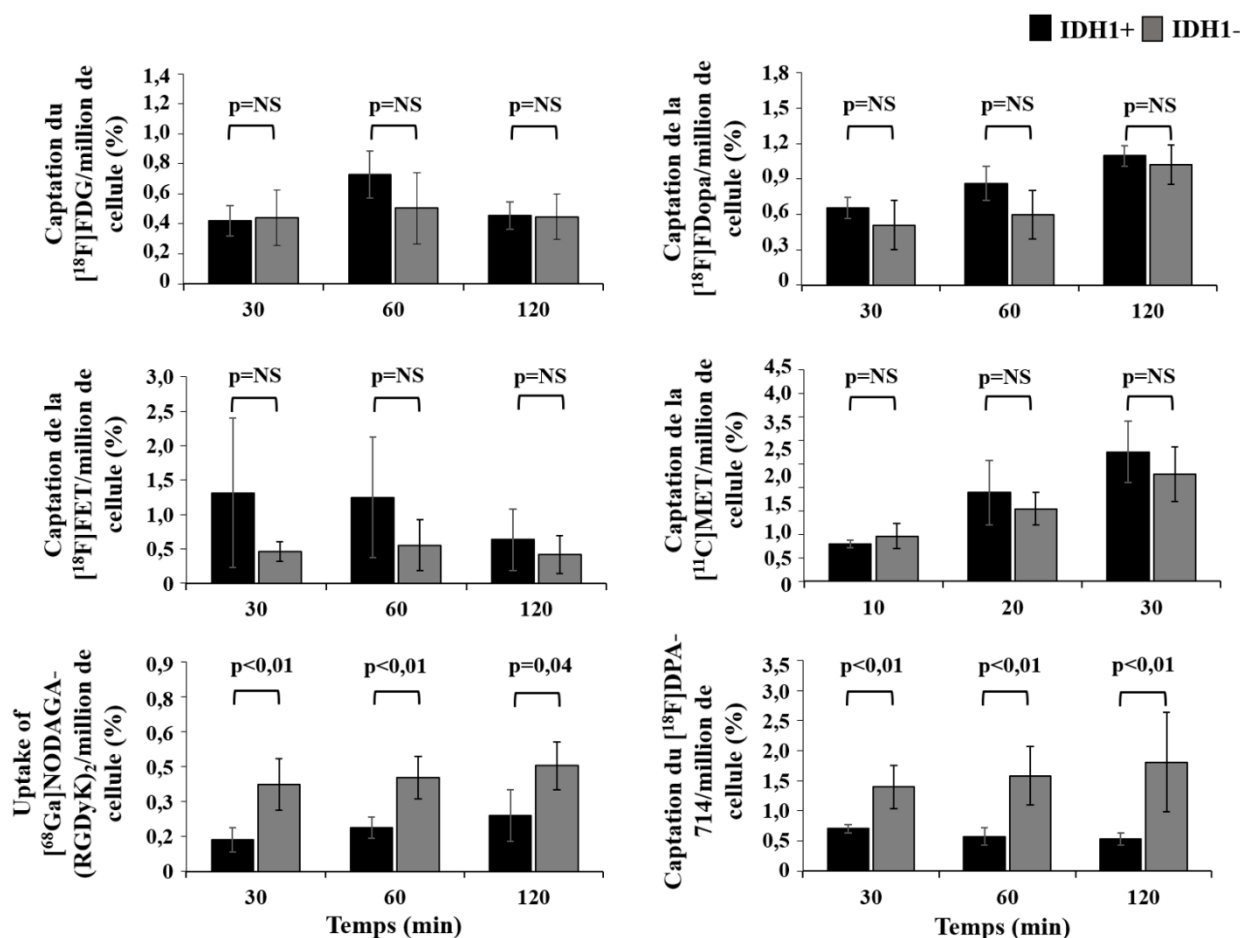 IDH1+ IDH1-
Captation du
[¹⁸F]FDG/million de
cellule (%)
1,4
1,2
1,0
0,8
0,6
0,4
0,2
0
p=NS p=NS p=NS
30 60 120
Captation de la
[¹⁸F]FDopa/million de
cellule (%)
1,8
1,5
1,2
0,9
0,6
0,3
0
p=NS p=NS p=NS
30 60 120
Captation de la
[¹⁸F]FET/million de
cellule (%)
3,0
2,5
2,0
1,5
1,0
0,5
0
p=NS p=NS p=NS
30 60 120
Captation de la
[¹¹C]MET/million de
cellule (%)
4,5
4,0
3,5
2,5
2,0
1,0
0,5
0
p=NS p=NS p=NS
10 20 30
Uptake of
[⁶⁸Ga]NODAGA-
(RGDyK)₂/million de
cellule (%)
0,9
0,8
0,6
0,5
0,3
0,2
0
p<0,01 p<0,01 p=0,04
30 60 120
Temps (min)
Captation du [¹⁸F]DPA-
714/million de
cellule (%)
3,5
3,0
2,5
2,0
1,5
1,0
0,5
0
p<0,01 p<0,01 p<0,01
30 60 120
Temps (min)